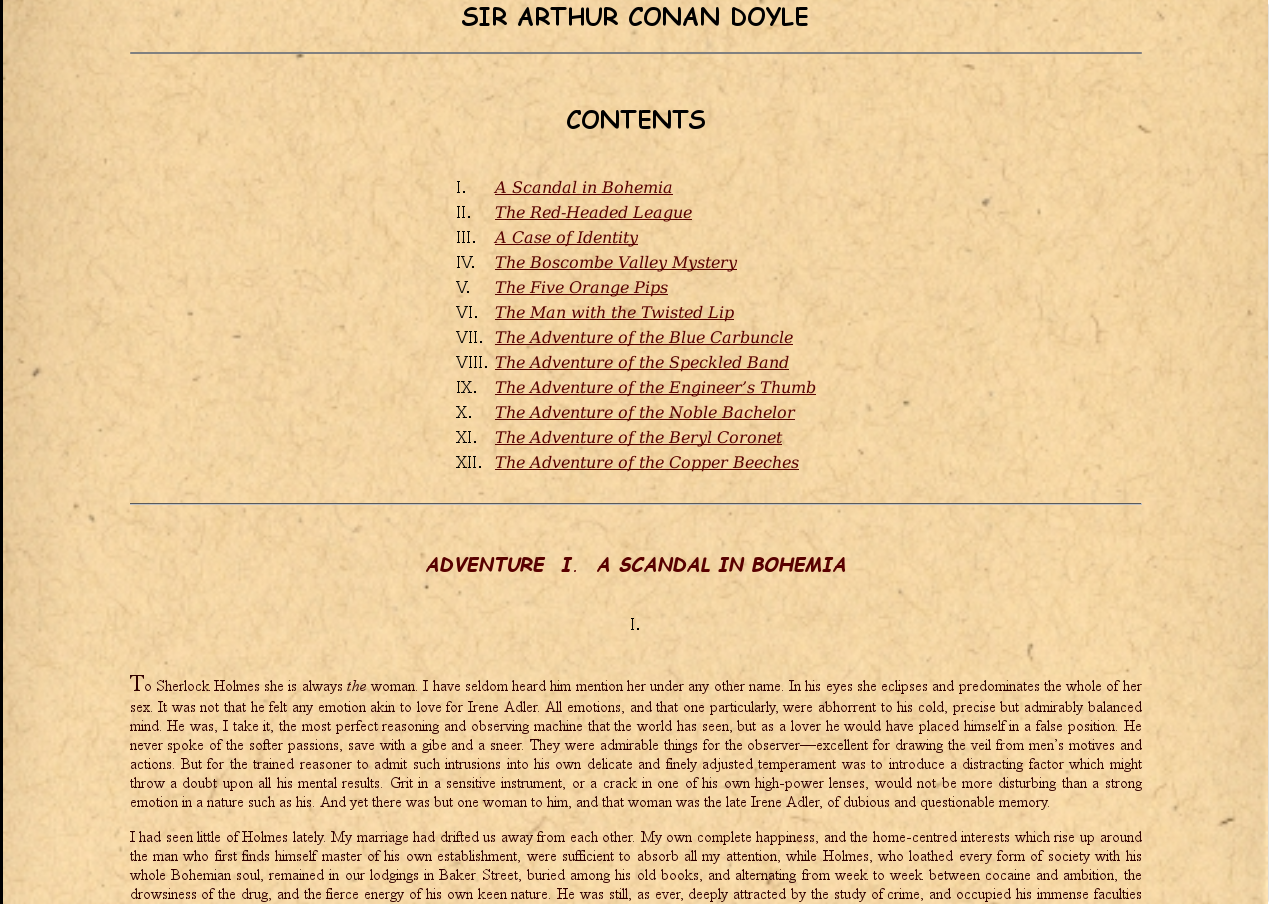 SIR ARTHUR CONAN DOYLE
CONTENTS
I. A Scandal in Bohemia
II. The Red-Headed League
III. A Case of Identity
IV. The Boscombe Valley Mystery
V. The Five Orange Pips
VI. The Man with the Twisted Lip
VII. The Adventure of the Blue Carbuncle
VIII. The Adventure of the Speckled Band
IX. The Adventure of the Engineer’s Thumb
X. The Adventure of the Noble Bachelor
XI. The Adventure of the Beryl Coronet
XII. The Adventure of the Copper Beeches
ADVENTURE I. A SCANDAL IN BOHEMIA
I.
To Sherlock Holmes she is always the woman. I have seldom heard him mention her under any other name. In his eyes she eclipses and predominates the whole of her
sex. It was not that he felt any emotion akin to love for Irene Adler. All emotions, and that one particularly, were abhorrent to his cold, precise but admirably balanced
mind. He was, I take it, the most perfect reasoning and observing machine that the world has seen, but as a lover he would have placed himself in a false position. He
never spoke of the softer passions, save with a gibe and a sneer. They were admirable things for the observer—excellent for drawing the veil from men’s motives and
actions. But for the trained reasoner to admit such intrusions into his own delicate and finely adjusted temperament was to introduce a distracting factor which might
throw a doubt upon all his mental results. Grit in a sensitive instrument, or a crack in one of his own high-power lenses, would not be more disturbing than a strong
emotion in a nature such as his. And yet there was but one woman to him, and that woman was the late Irene Adler, of dubious and questionable memory.
I had seen little of Holmes lately. My marriage had drifted us away from each other. My own complete happiness, and the home-centred interests which rise up around
the man who first finds himself master of his own establishment, were sufficient to absorb all my attention, while Holmes, who loathed every form of society with his
whole Bohemian soul, remained in our lodgings in Baker Street, buried among his old books, and alternating from week to week between cocaine and ambition, the
drowsiness of the drug, and the fierce energy of his own keen nature. He was still, as ever, deeply attracted by the study of crime, and occupied his immense faculties